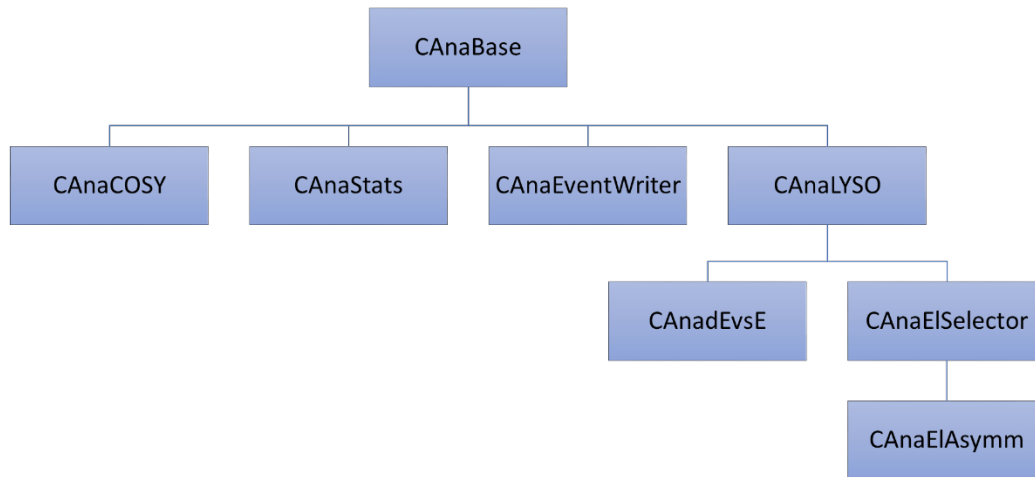 CAnaBase
CAnaCOSY
CAnaStats
CAnaEventWriter
CAnaLYSO
CAnadEvsE
CAnaElSelector
CAnaElAsymm